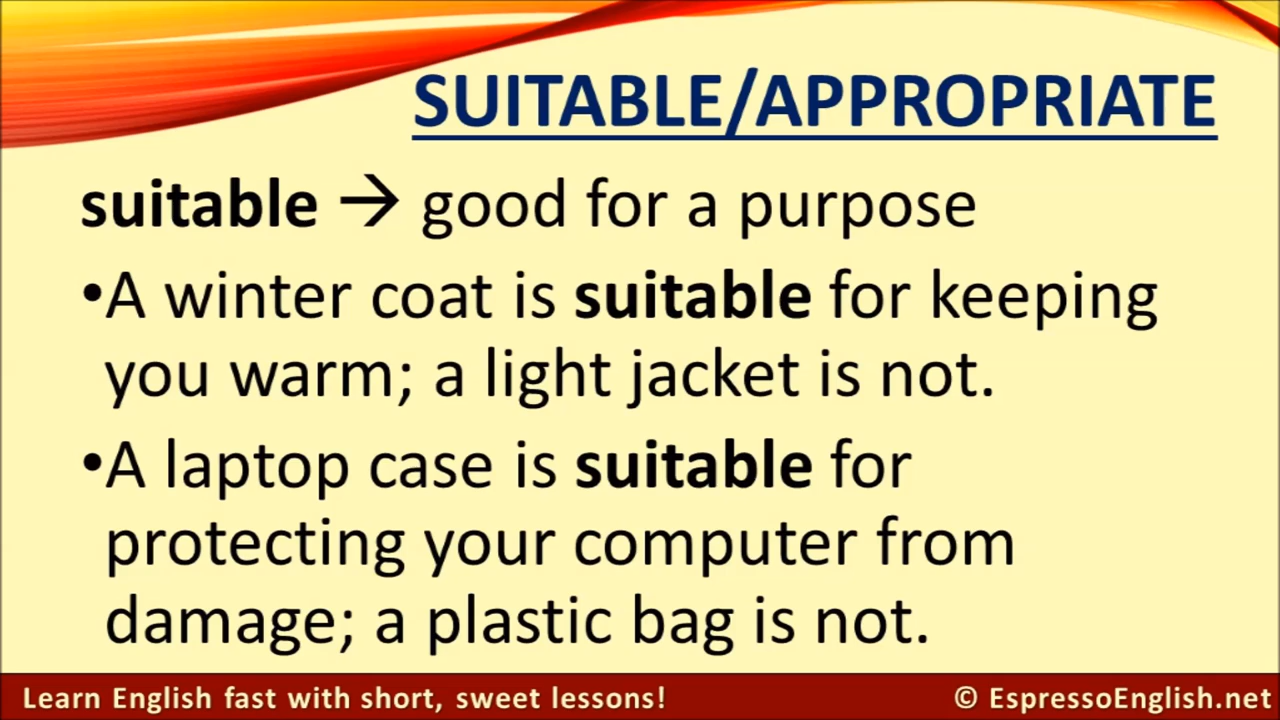 SUITABLE/APPROPRIATE
suitable → good for a purpose
•A winter coat is suitable for keeping
you warm; a light jacket is not.
•A laptop case is suitable for
protecting your computer from
damage; a plastic bag is not.
Learn English fast with short, sweet lessons!
© EspressoEnglish.net